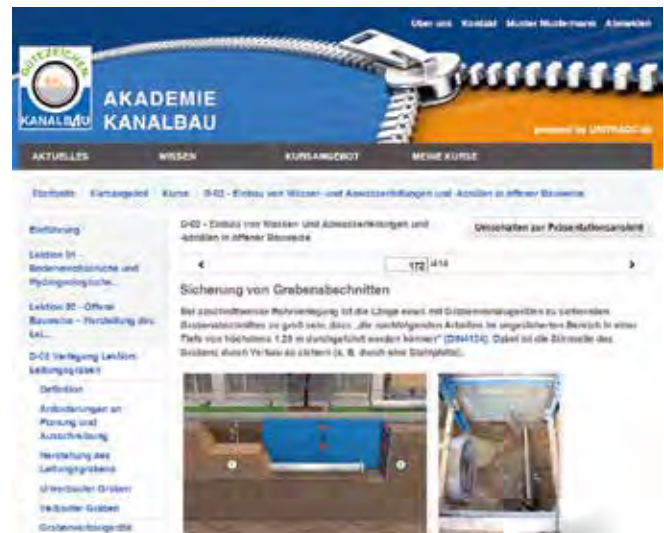 Über uns Kontakt Muster Mustermann Abmelden
GÜTEZEICHEN
KANALBAU
AKADEMIE
KANALBAU
powered by UNITRACC.de
AKTUELLES WISSEN KURSANGEBOT MEINE KURSE
Startseite Kursangebot Kurse D-02 - Einbau von Wasser- und Abwasserleitungen und -kanälen in offener Bauweise
Einführung
Lektion 01 -
Bodenmechanische und
Hydrogeologische...
Lektion 02 - Offene
Bauweise - Herstellung des
Lei...
D-02 Verlegung Lektion
Leitungsgraben
Definition
Anforderungen an
Planung und
Ausschreibung
Herstellung des
Leitungsgrabens
Unverbauter Graben
Verbauter Graben
Grabenverbaugeräte
D-02 - Einbau von Wasser- und Abwasserleitungen und
-kanälen in offener Bauweise
Umschalten zur Präsentationsansicht
172
Sicherung von Grabenabschnitten
Bei abschnittweiser Rohrverlegung ist die Länge eines mit Grabenverbaugeräten zu sichernden
Grabenabschnittes so groß sein, dass „die nachfolgenden Arbeiten im ungesicherten Bereich in einer
Tiefe von höchstens 1,25 m durchgeführt werden können“ (DIN4124). Dabei ist die Stirnseite des
Grabens durch Verbau zu sichern (z. B. durch eine Stahlplatte).